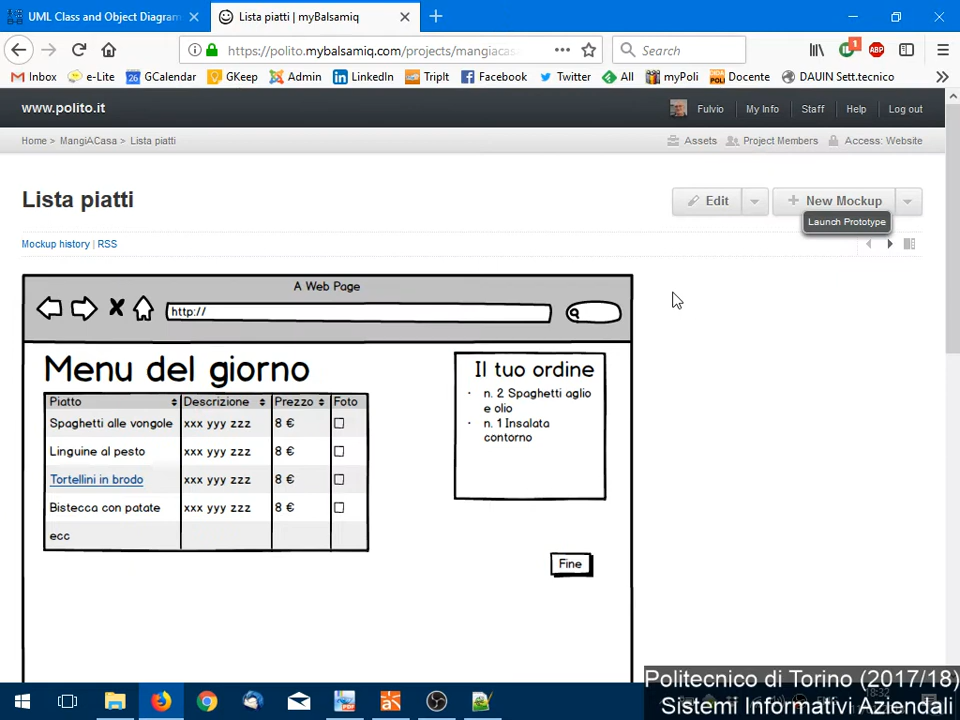 UML Class and Object Diagram
Lista piatti | myBalsamiq
https://polito.mybalsamiq.com/projects/mangiacas
Search
1
ABP
Inbox
e-Lite
26
GCalendar
GKeep
Admin
LinkedIn
TripIt
Facebook
Twitter
All
myPoli
Docente
DAUIN Sett.tecnico
www.polito.it
Fulvio
My Info
Staff
Help
Log out
Home > MangiACasa > Lista piatti
Assets
Project Members
Access: Website
Lista piatti
Edit
New Mockup
Launch Prototype
Mockup history | RSS
A Web Page
http://
Menu del giorno
Il tuo ordine
Piatto Descrizione Prezzo Foto
Spaghetti alle vongole xxx yyy zzz 8 €
Linguine al pesto xxx yyy zzz 8 €
Tortellini in brodo xxx yyy zzz 8 €
Bistecca con patate xxx yyy zzz 8 €
ecc
· n. 2 Spaghetti aglio
e olio
· n. 1 Insalata
contorno
Fine
Politecnico di Torino (2017/18)
18:32
Sistemi Informativi Aziendali